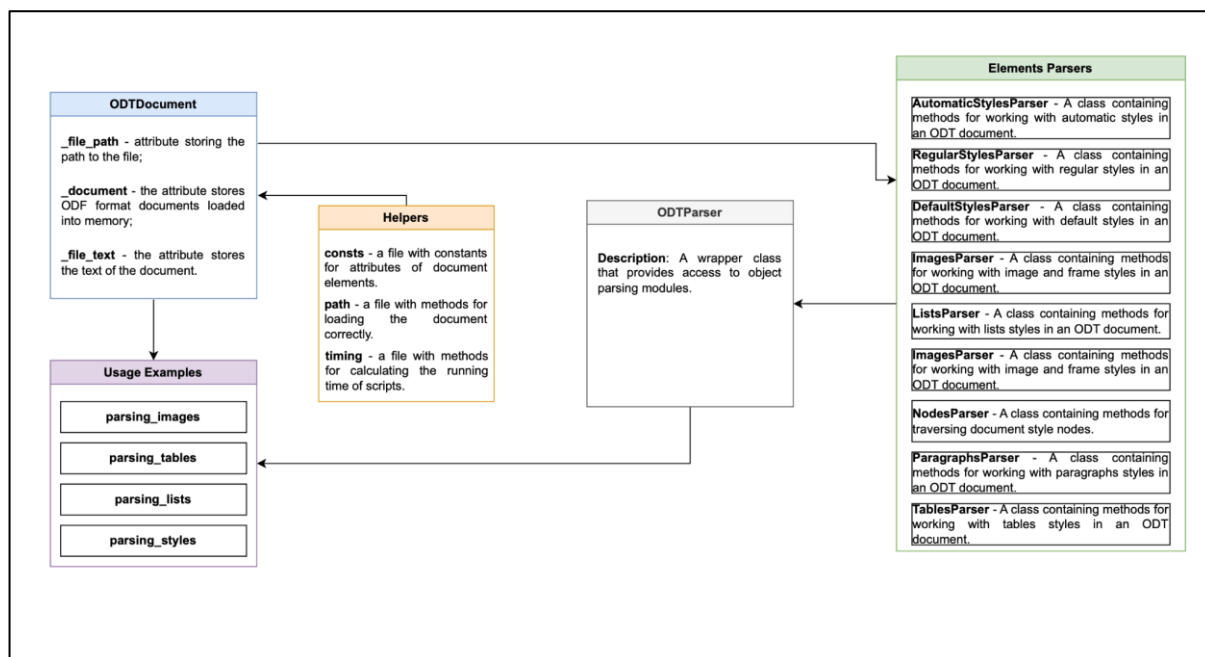 ODTDocument
_file_path - attribute storing the
path to the file;
_document - the attribute stores
ODF format documents loaded
into memory;
_file_text - the attribute stores
the text of the document.
Usage Examples
parsing_images
parsing_tables
parsing_lists
parsing_styles
Helpers
consts - a file with constants
for attributes of document
elements.
path - a file with methods for
loading the document
correctly.
timing - a file with methods
for calculating the running
time of scripts.
ODTParser
Description: A wrapper class
that provides access to object
parsing modules.
Elements Parsers
AutomaticStylesParser - A class containing
methods for working with automatic styles in
an ODT document.
RegularStylesParser - A class containing
methods for working with regular styles in
an ODT document.
DefaultStylesParser - A class containing
methods for working with default styles in an
ODT document.
ImagesParser - A class containing methods
for working with image and frame styles in an
ODT document.
ListsParser - A class containing methods for
working with lists styles in an ODT document.
ImagesParser - A class containing methods
for working with image and frame styles in an
ODT document.
NodesParser - A class containing methods for
traversing document style nodes.
ParagraphsParser - A class containing
methods for working with paragraphs styles in
an ODT document.
TablesParser - A class containing methods for
working with tables styles in an ODT
document.